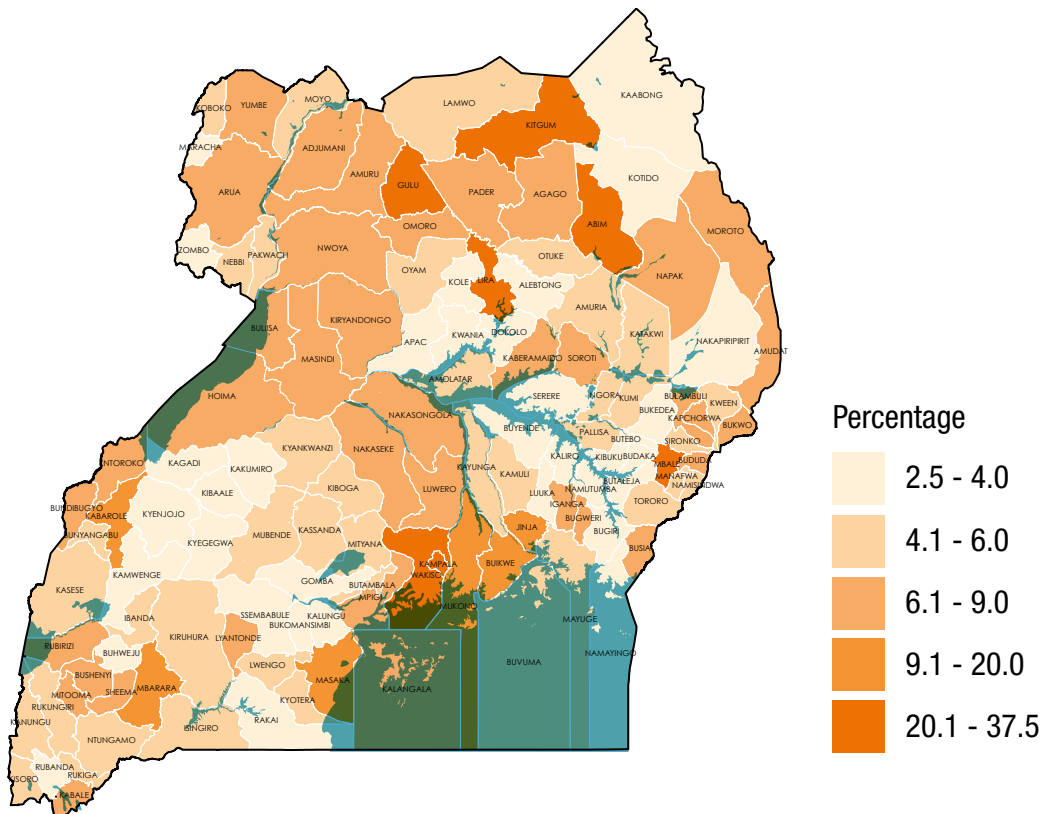 KAABONG
MOYO
LAMWO
KOBOKO
YUMBE
KITGUM
MARACHA
ADJUMANI
AMURU
KOTIDO
ARUA
GULU
PADER
AGAGO
ABIM
OMORO
MOROTO
ZOMBO
NEBBI
PAKWACH
NWOYA
OYAM
OTUKE
NAPAK
KOLE
LIRA
ALEBTONG
AMURIA
BULIISA
KIRYANDONGO
KWANIA
DOKOLO
KATAKWI
APAC
NAKAPIRIPIRIT
MASINDI
KABERAMAIDO
SOROTI
AMUDAT
AMOLATAR
HOIMA
SERERE
NGORA
KUMI
BULAMBULI
NAKASONGOLA
BUKEDEA
KWEEN
KAPCHORWA
BUKWO
BUYENDE
PALLISA
BUTEBO
SIRONKO
KYANKWANZI
NAKASEKE
KALIRO
KIBUKU
BUDAKA
MBALE
BUDUDA
NTOROKO
KAGADI
KAKUMIRO
KAYUNGA
KAMULI
MANAFWA
KIBOGA
LUWERO
LUUKA
NAMUTUMBA
BUTALEJA
NAMISINDWA
KIBAALE
TORORO
BUNDIBUGYO
KABAROLE
KYENJOJO
IGANGA
BUGWERI
BUNYANGABU
MUBENDE
KASSANDA
JINJA
BUGIRI
KYEGEGWA
MITYANA
BUSIA
KAMPALA
BUIKWE
KAMWENGE
WAKISO
KASESE
GOMBA
BUTAMBALA
MPIGI
MUKONO
IBANDA
SSEMBABULE
KALUNGU
MAYUGE
BUKOMANSIMBI
KIRUHURA
LYANTONDE
RUBIRIZI
BUHWEJU
NAMAYINGO
BUVUMA
LWENGO
BUSHENYI
MASAKA
KALANGALA
SHEEMA
MBARARA
MITOOMA
KYOTERA
RUKUNGIRI
RAKAI
KANUNGU
ISINGIRO
NTUNGAMO
RUBANDA
RUKIGA
KISORO
KABALE
Percentage
2.5 - 4.0
4.1 - 6.0
6.1 - 9.0
9.1 - 20.0
20.1 - 37.5